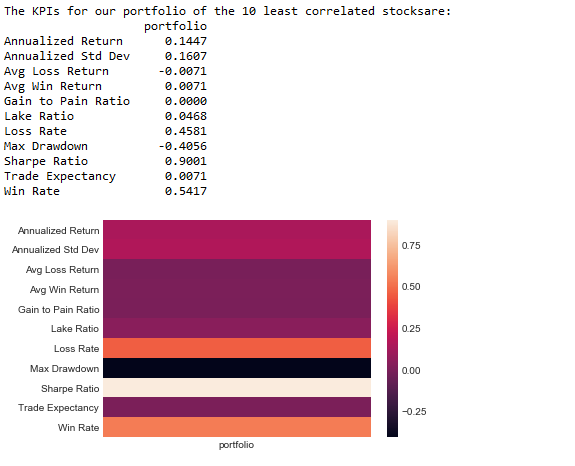 The KPIs for our portfolio of the 10 least correlated stocksare:
portfolio
Annualized Return 0.1447
Annualized Std Dev 0.1607
Avg Loss Return -0.0071
Avg Win Return 0.0071
Gain to Pain Ratio 0.0000
Lake Ratio 0.0468
Loss Rate 0.4581
Max Drawdown -0.4056
Sharpe Ratio 0.9001
Trade Expectancy 0.0071
Win Rate 0.5417
Annualized Return
Annualized Std Dev
Avg Loss Return
Avg Win Return
Gain to Pain Ratio
Lake Ratio
Loss Rate
Max Drawdown
Sharpe Ratio
Trade Expectancy
Win Rate
portfolio
0.75
0.50
0.25
0.00
−0.25